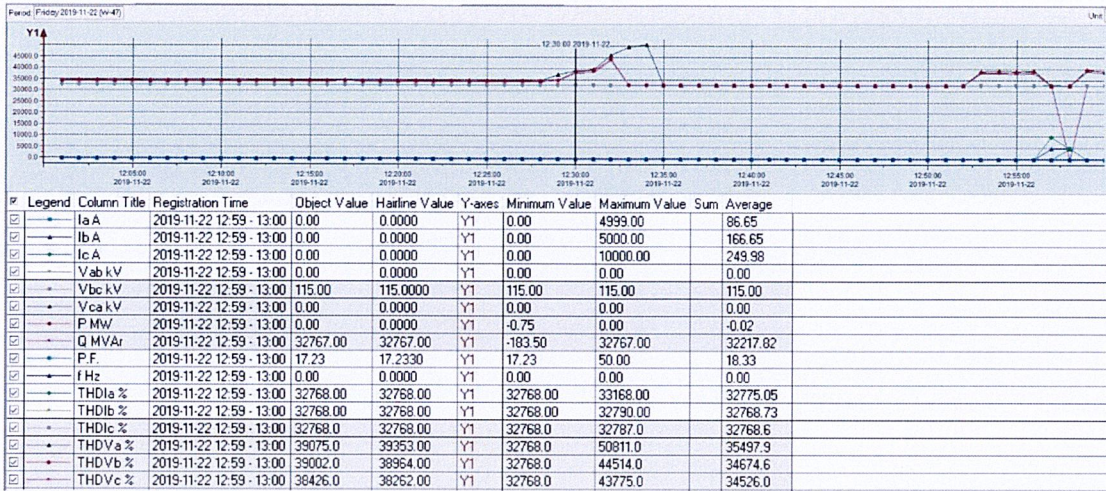 Period: Friday 2019-11-22 (W-47) Unit
Y1
12:30:00 2019-11-22
45000.0
40000.0
35000.0
30000.0
25000.0
20000.0
15000.0
10000.0
5000.0
0.0
12:05:00 12:10:00 12:15:00 12:20:00 12:25:00 12:30:00 12:35:00 12:40:00 12:45:00 12:50:00 12:55:00
2019-11-22 2019-11-22 2019-11-22 2019-11-22 2019-11-22 2019-11-22 2019-11-22 2019-11-22 2019-11-22 2019-11-22 2019-11-22
Legend Column Title Registration Time Object Value Hairline Value Y-axes Minimum Value Maximum Value Sum Average
Ia A 2019-11-22 12:59 - 13:00 0.00 0.0000 Y1 0.00 4999.00 86.65
Ib A 2019-11-22 12:59 - 13:00 0.00 0.0000 Y1 0.00 5000.00 166.65
Ic A 2019-11-22 12:59 - 13:00 0.00 0.0000 Y1 0.00 10000.00 249.98
Vab kV 2019-11-22 12:59 - 13:00 0.00 0.0000 Y1 0.00 0.00 0.00
Vbc kV 2019-11-22 12:59 - 13:00 115.00 115.0000 Y1 115.00 115.00 115.00
Vca kV 2019-11-22 12:59 - 13:00 0.00 0.0000 Y1 0.00 0.00 0.00
P MW 2019-11-22 12:59 - 13:00 0.00 0.0000 Y1 -0.75 0.00 -0.02
Q MVAr 2019-11-22 12:59 - 13:00 32767.00 32767.00 Y1 -183.50 32767.00 32217.82
P.F. 2019-11-22 12:59 - 13:00 17.23 17.2330 Y1 17.23 50.00 18.33
f Hz 2019-11-22 12:59 - 13:00 0.00 0.0000 Y1 0.00 0.00 0.00
THDIa % 2019-11-22 12:59 - 13:00 32768.00 32768.00 Y1 32768.00 33168.00 32775.05
THDIb % 2019-11-22 12:59 - 13:00 32768.00 32768.00 Y1 32768.00 32790.00 32768.73
THDIc % 2019-11-22 12:59 - 13:00 32768.0 32768.00 Y1 32768.0 32787.0 32768.6
THDVa % 2019-11-22 12:59 - 13:00 39075.0 39353.00 Y1 32768.0 50811.0 35497.9
THDVb % 2019-11-22 12:59 - 13:00 39002.0 38964.00 Y1 32768.0 44514.0 34674.6
THDVc % 2019-11-22 12:59 - 13:00 38426.0 38262.00 Y1 32768.0 43775.0 34526.0